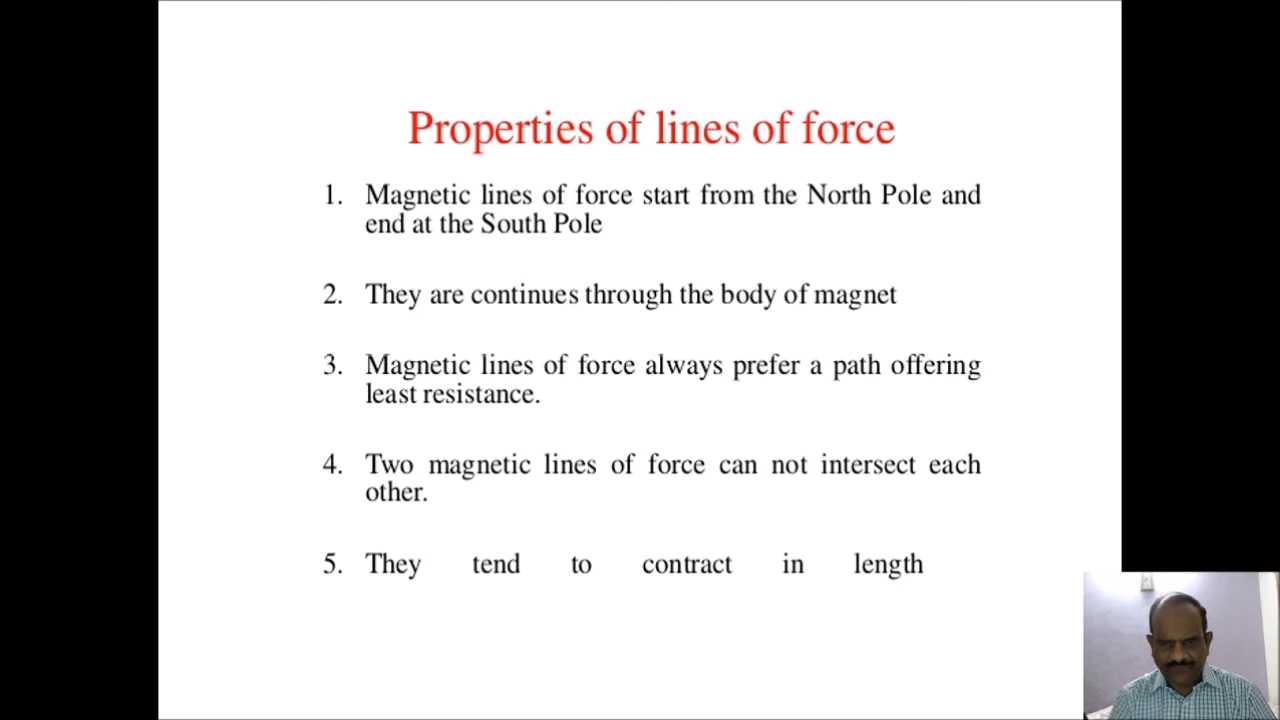 Properties of lines of force
1. Magnetic lines of force start from the North Pole and
end at the South Pole
2. They are continues through the body of magnet
3. Magnetic lines of force always prefer a path offering
least resistance.
4. Two magnetic lines of force can not intersect each
other.
5. They tend to contract in length